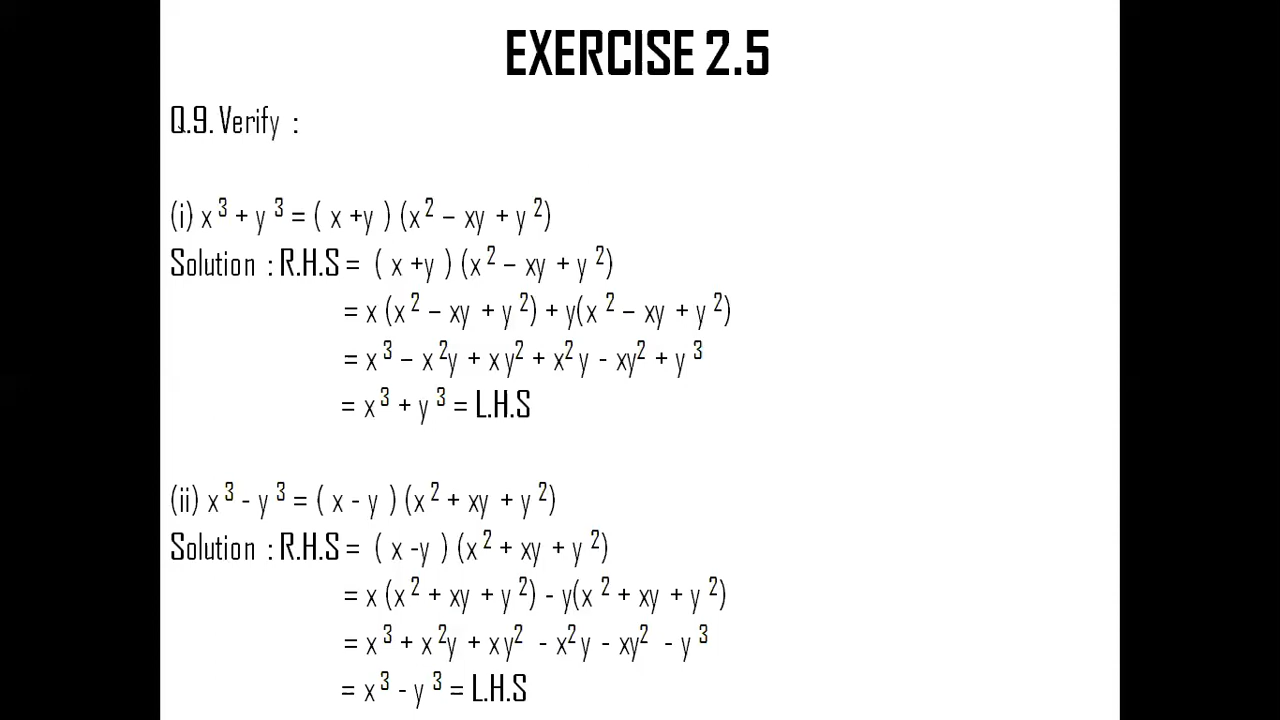 EXERCISE 2.5
Q.9. Verify :
(i) x³ + y³ = ( x +y ) (x² – xy + y²)
Solution : R.H.S = ( x +y ) (x² – xy + y²)
= x (x² – xy + y²) + y(x² – xy + y²)
= x³ – x²y + xy² + x²y - xy² + y³
= x³ + y³ = L.H.S
(ii) x³ - y³ = ( x - y ) (x² + xy + y²)
Solution : R.H.S = ( x -y ) (x² + xy + y²)
= x (x² + xy + y²) - y(x² + xy + y²)
= x³ + x²y + xy² - x²y - xy² - y³
= x³ - y³ = L.H.S